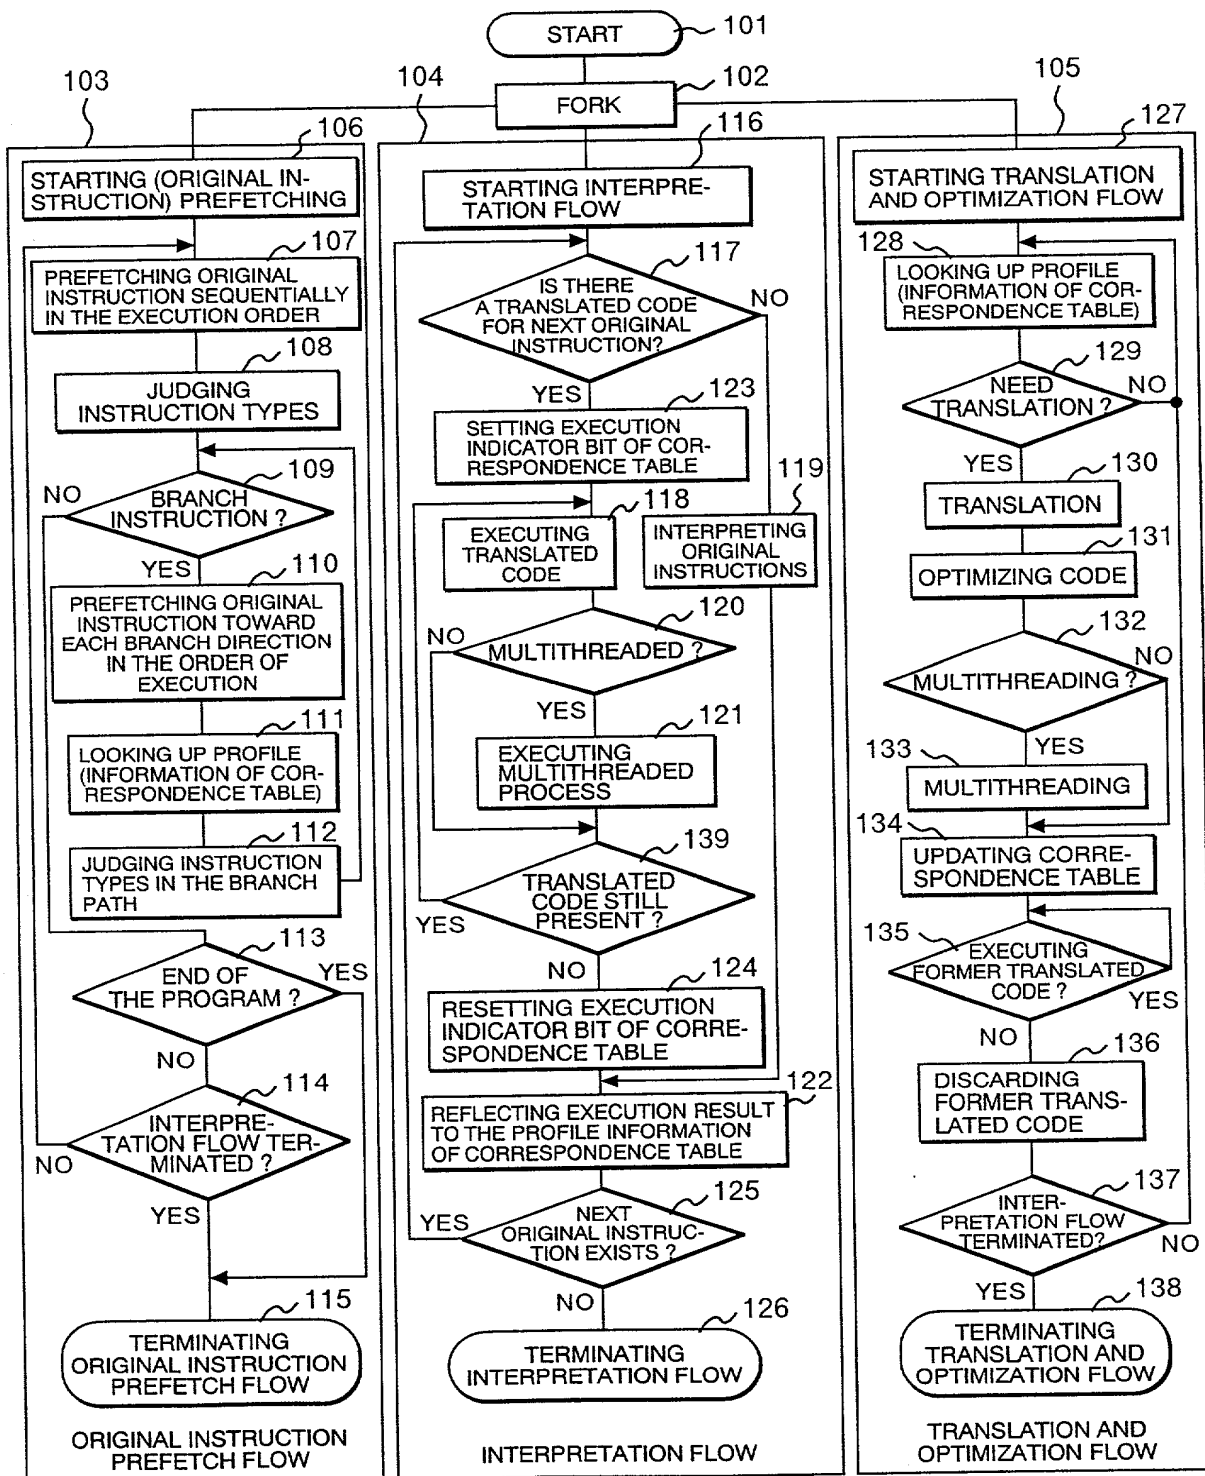 START
101
FORK
102
103
104
105
106
STARTING (ORIGINAL IN-
STRUCTION) PREFETCHING
107
PREFETCHING ORIGINAL
INSTRUCTION SEQUENTIALLY
IN THE EXECUTION ORDER
108
JUDGING
INSTRUCTION TYPES
109
NO
BRANCH
INSTRUCTION ?
YES
110
PREFETCHING ORIGINAL
INSTRUCTION TOWARD
EACH BRANCH DIRECTION
IN THE ORDER OF
EXECUTION
111
LOOKING UP PROFILE
(INFORMATION OF COR-
RESPONDENCE TABLE)
112
JUDGING INSTRUCTION
TYPES IN THE BRANCH
PATH
113
END OF
THE PROGRAM ?
YES
NO
114
INTERPRE-
TATION FLOW TER-
MINATED ?
NO
YES
115
TERMINATING
ORIGINAL INSTRUCTION
PREFETCH FLOW
ORIGINAL INSTRUCTION
PREFETCH FLOW
116
STARTING INTERPRE-
TATION FLOW
117
IS THERE
A TRANSLATED CODE
FOR NEXT ORIGINAL
INSTRUCTION?
NO
YES
123
SETTING EXECUTION
INDICATOR BIT OF COR-
RESPONDENCE TABLE
118
EXECUTING
TRANSLATED
CODE
119
INTERPRETING
ORIGINAL
INSTRUCTIONS
120
NO
MULTITHREADED ?
YES
121
EXECUTING
MULTITHREADED
PROCESS
139
TRANSLATED
CODE STILL
PRESENT ?
YES
NO
124
RESETTING EXECUTION
INDICATOR BIT OF CORRE-
SPONDENCE TABLE
122
REFLECTING EXECUTION RESULT
TO THE PROFILE INFORMATION
OF CORRESPONDENCE TABLE
125
YES
NEXT
ORIGINAL INSTRUC-
TION EXISTS ?
NO
126
TERMINATING
INTERPRETATION FLOW
INTERPRETATION FLOW
127
STARTING TRANSLATION
AND OPTIMIZATION FLOW
128
LOOKING UP PROFILE
(INFORMATION OF COR-
RESPONDENCE TABLE)
129
NEED
TRANSLATION ?
NO
YES
130
TRANSLATION
131
OPTIMIZING CODE
132
MULTITHREADING ?
NO
YES
133
MULTITHREADING
134
UPDATING CORRE-
SPONDENCE TABLE
135
EXECUTING
FORMER TRANSLATED
CODE ?
YES
NO
136
DISCARDING
FORMER TRANS-
LATED CODE
137
INTER-
PRETATION FLOW
TERMINATED?
NO
YES
138
TERMINATING
TRANSLATION AND
OPTIMIZATION FLOW
TRANSLATION AND
OPTIMIZATION FLOW